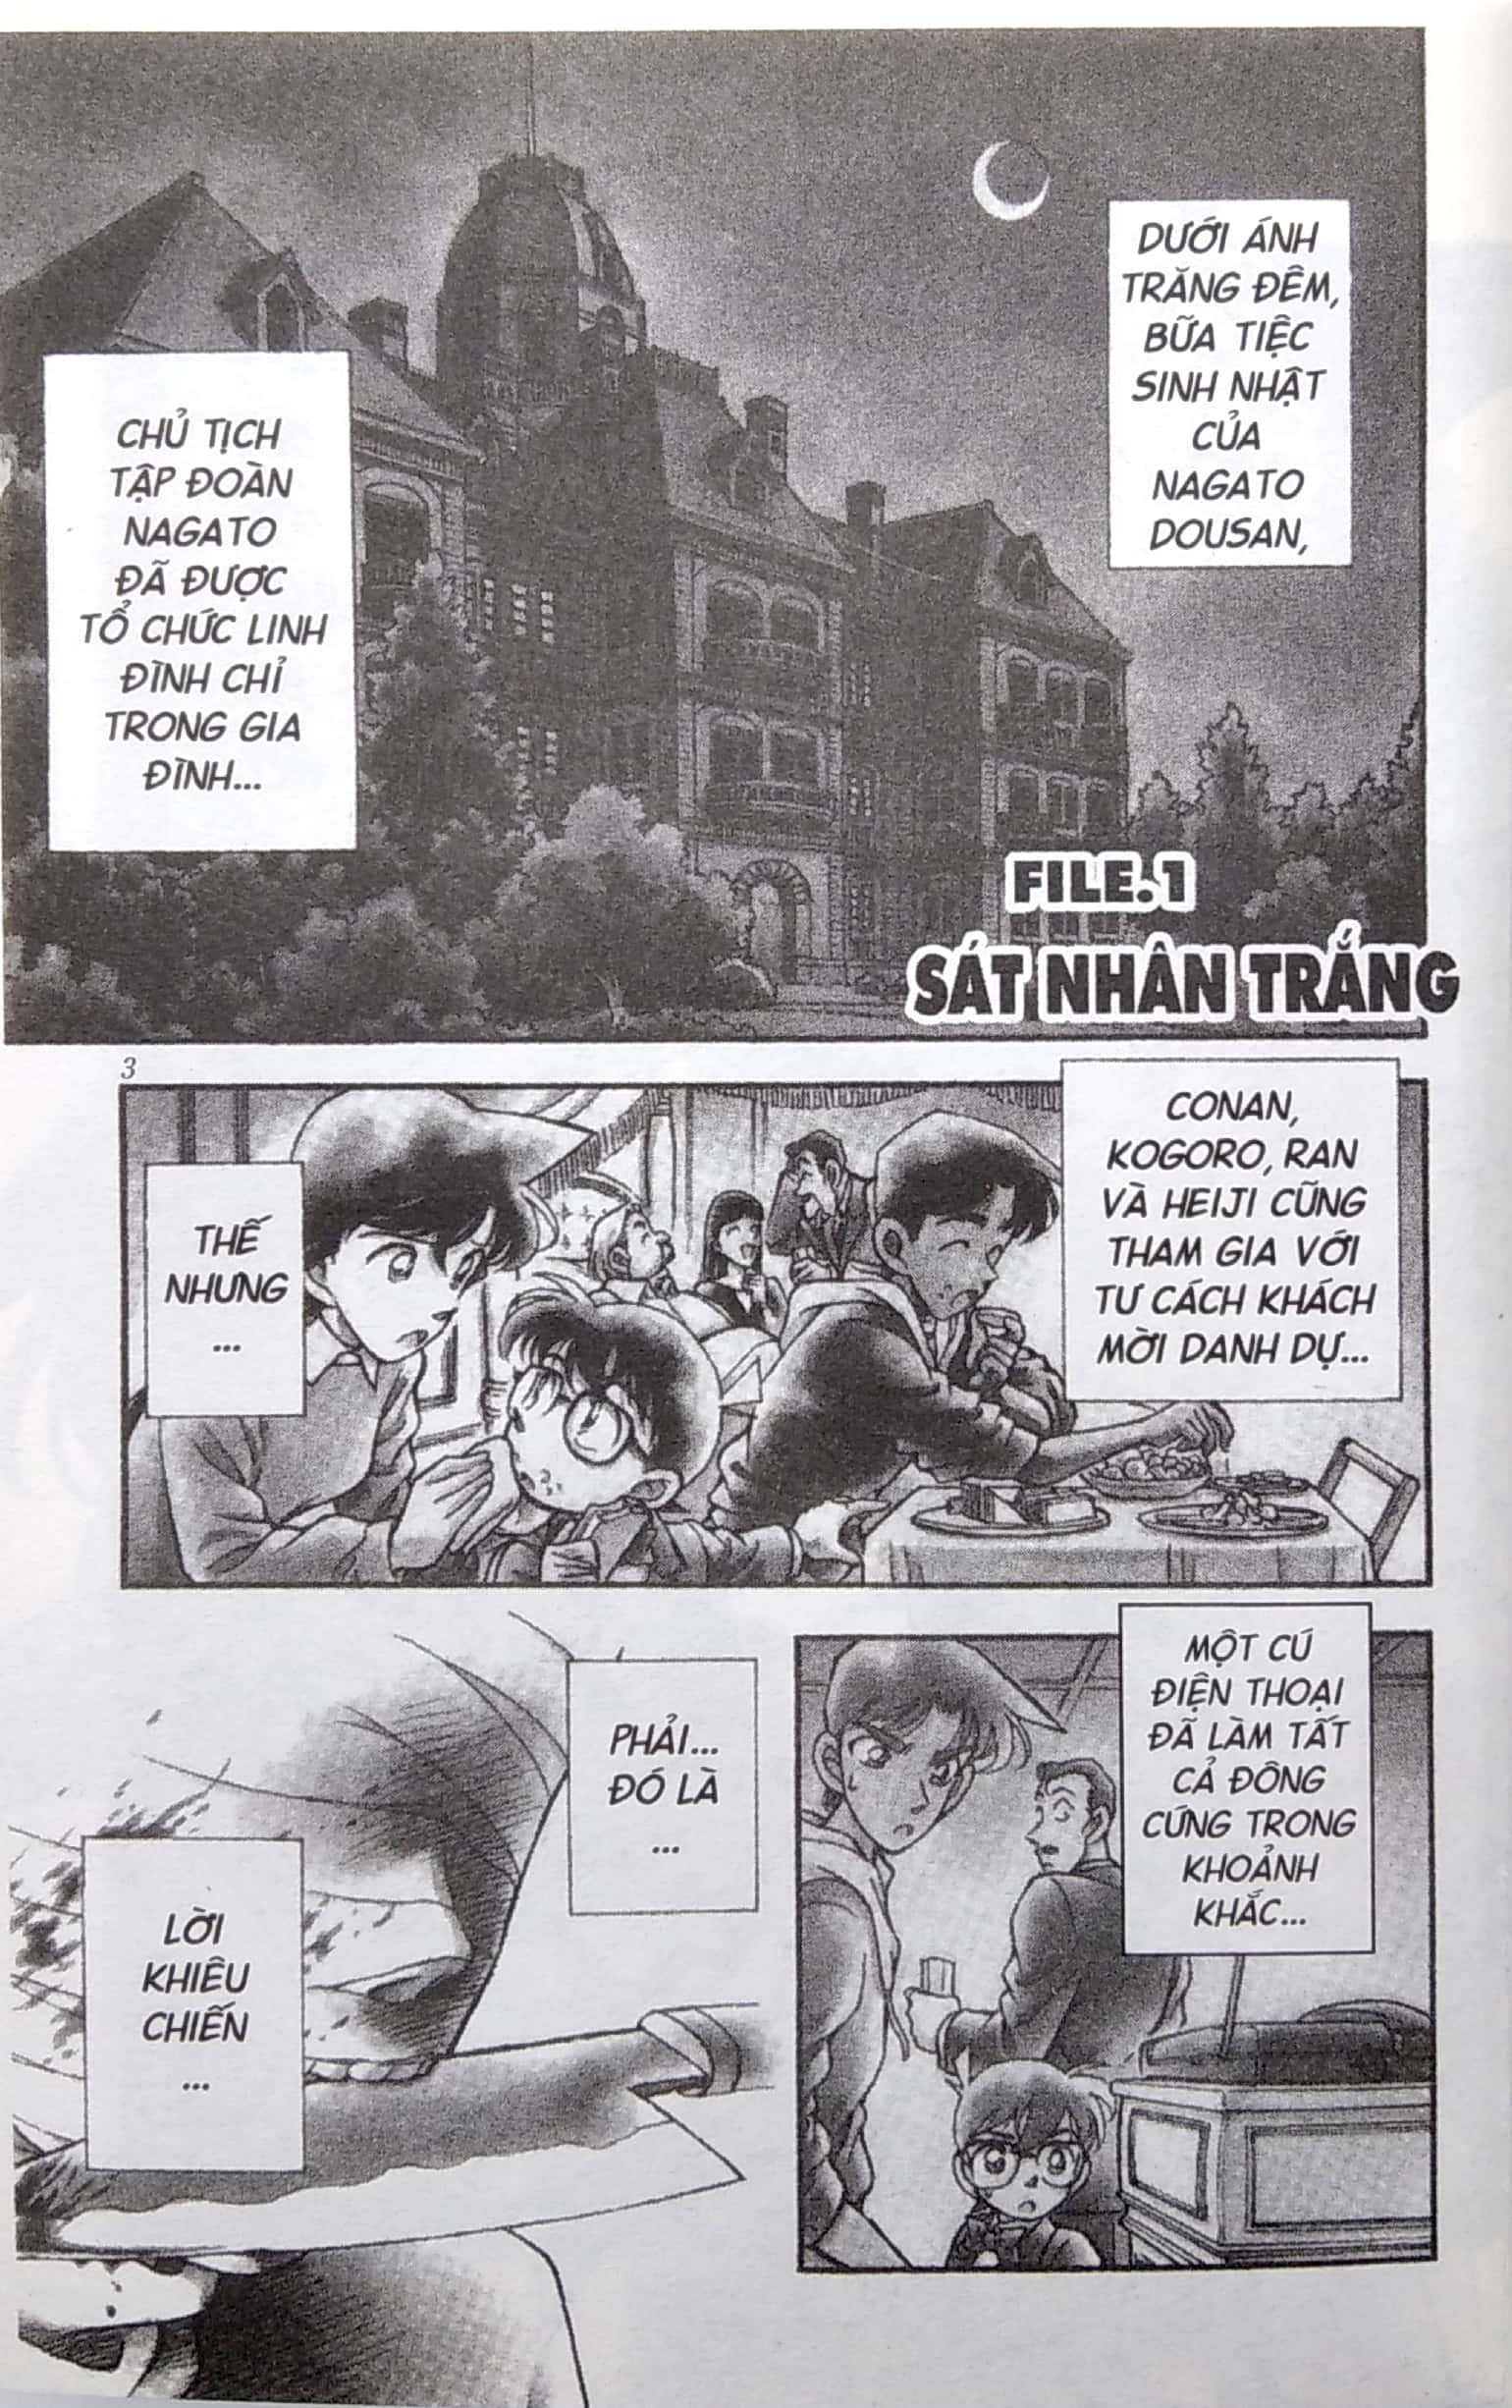 DƯỚI ÁNH
TRĂNG ĐÊM,
BỮA TIỆC
SINH NHẬT
CỦA
NAGATO
DOUSAN,
CHỦ TỊCH
TẬP ĐOÀN
NAGATO
ĐÃ ĐƯỢC
TỔ CHỨC LINH
ĐÌNH CHỈ
TRONG GIA
ĐÌNH...
FILE.1
SÁT NHÂN TRẮNG
3
CONAN,
KOGORO, RAN
VÀ HEIJI CŨNG
THAM GIA VỚI
TƯ CÁCH KHÁCH
MỜI DANH DỰ...
THẾ
NHƯNG
...
MỘT CÚ
ĐIỆN THOẠI
ĐÃ LÀM TẤT
CẢ ĐÔNG
CỨNG TRONG
KHOẢNH
KHẮC...
PHẢI...
ĐÓ LÀ
...
LỜI
KHIÊU
CHIẾN
...